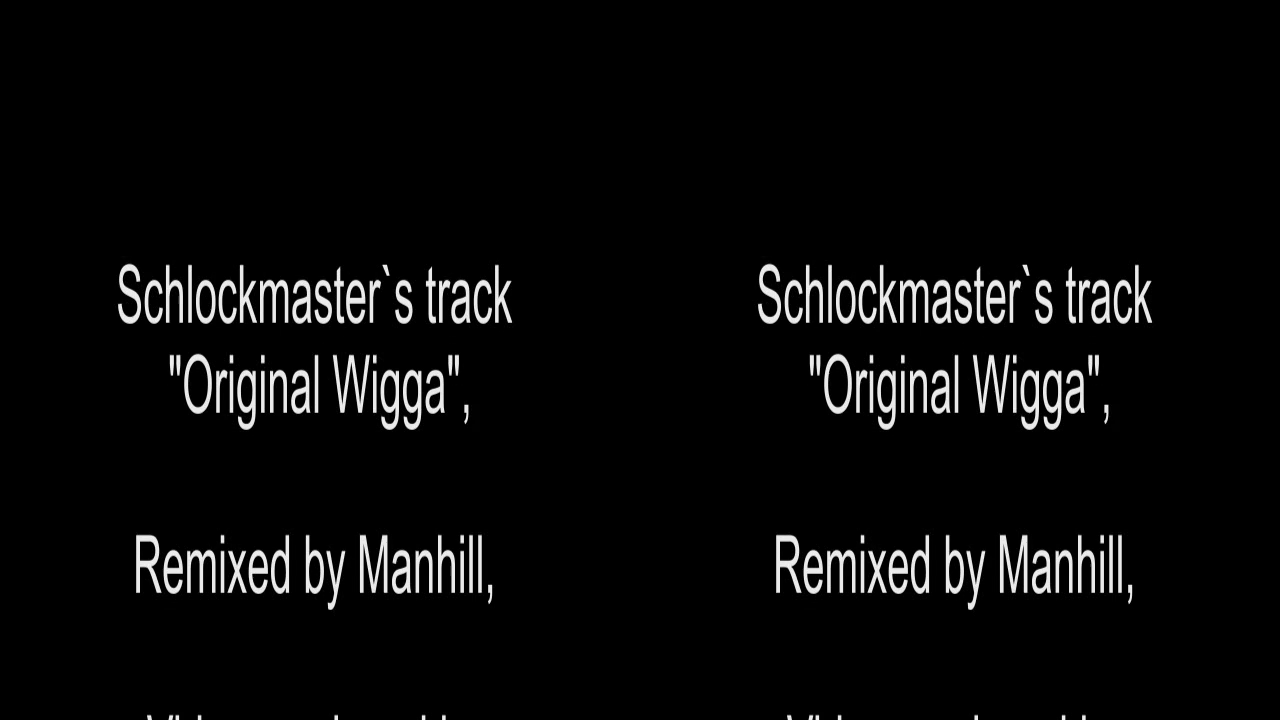 Schlockmaster`s track
"Original Wigga",
Remixed by Manhill,
Schlockmaster`s track
"Original Wigga",
Remixed by Manhill,